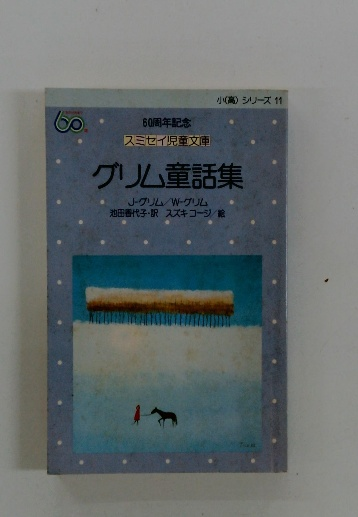 小(高) シリーズ 11
60
60周年記念
スミセイ児童文庫
グリム童話集
J・グリム／W・グリム
池田香代子・訳 スズキコージ／絵